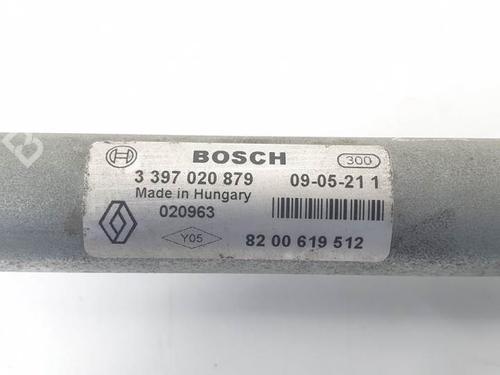 B
BOSCH 300
3 397 020 879 09-05-21 1
Made in Hungary
020963
Y05 82 00 619 512